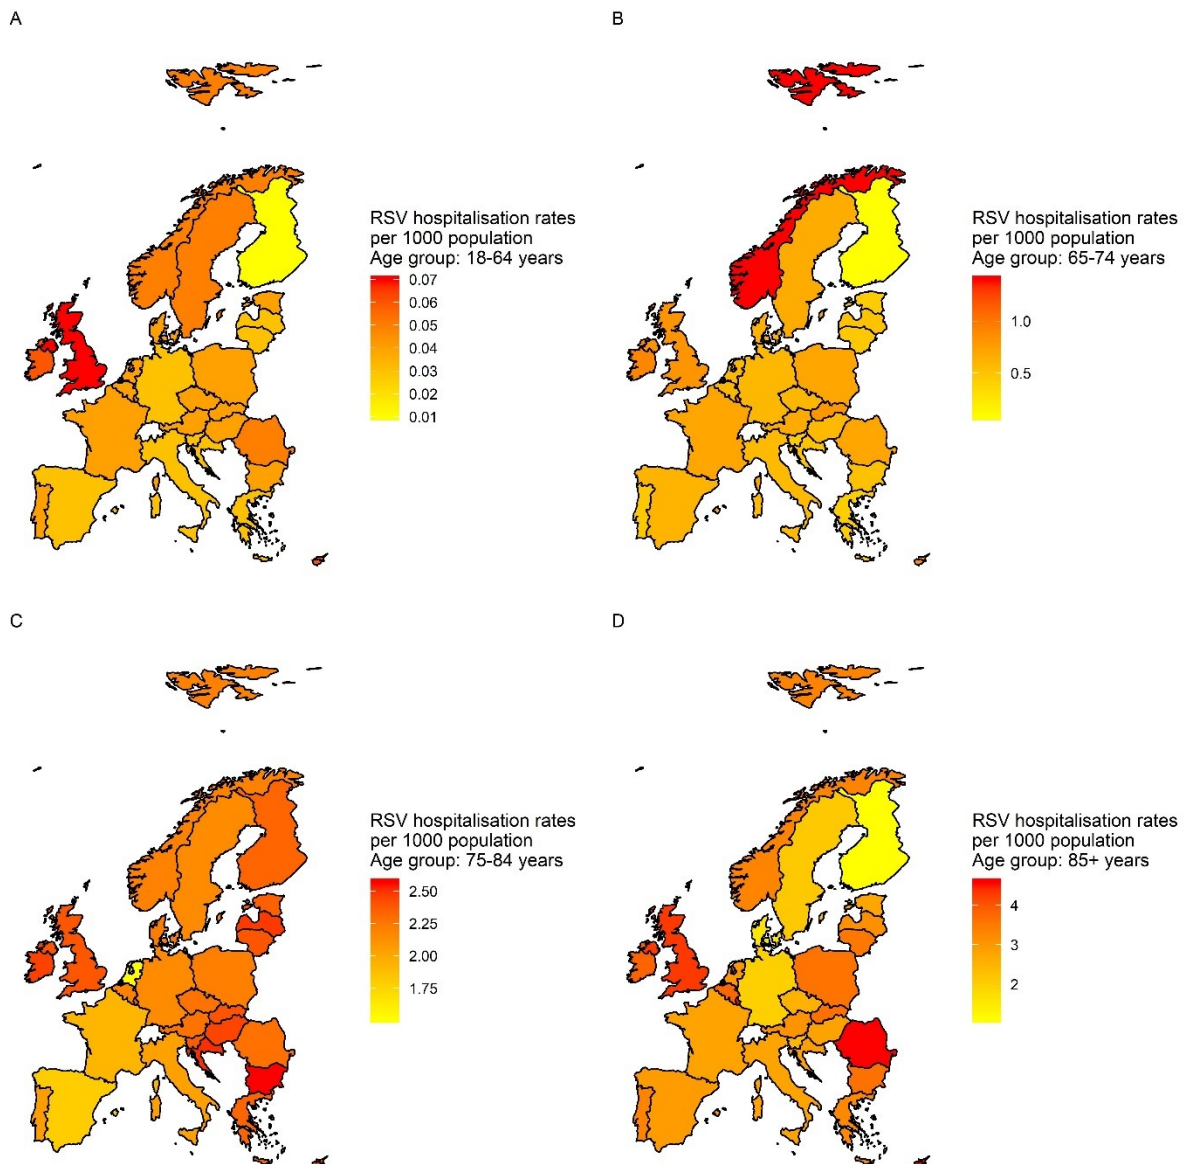 A
B
RSV hospitalisation rates
per 1000 population
Age group: 18-64 years
0.07
0.06
0.05
0.04
0.03
0.02
0.01
RSV hospitalisation rates
per 1000 population
Age group: 65-74 years
1.0
0.5
C
D
RSV hospitalisation rates
per 1000 population
Age group: 75-84 years
2.50
2.25
2.00
1.75
RSV hospitalisation rates
per 1000 population
Age group: 85+ years
4
3
2